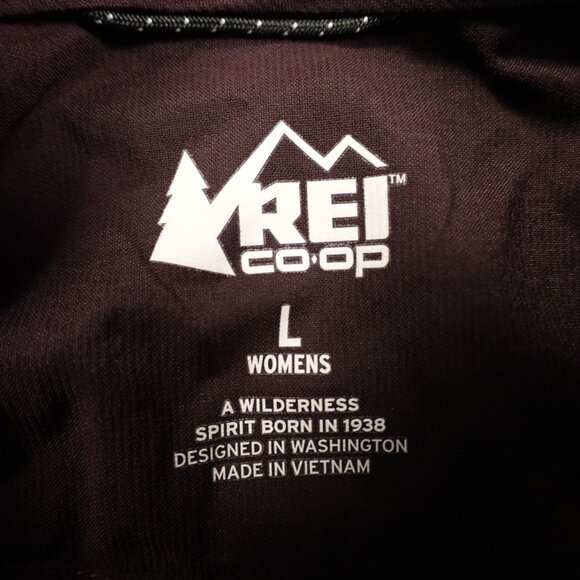 REI™
CO·OP
L
WOMENS
A WILDERNESS
SPIRIT BORN IN 1938
DESIGNED IN WASHINGTON
MADE IN VIETNAM